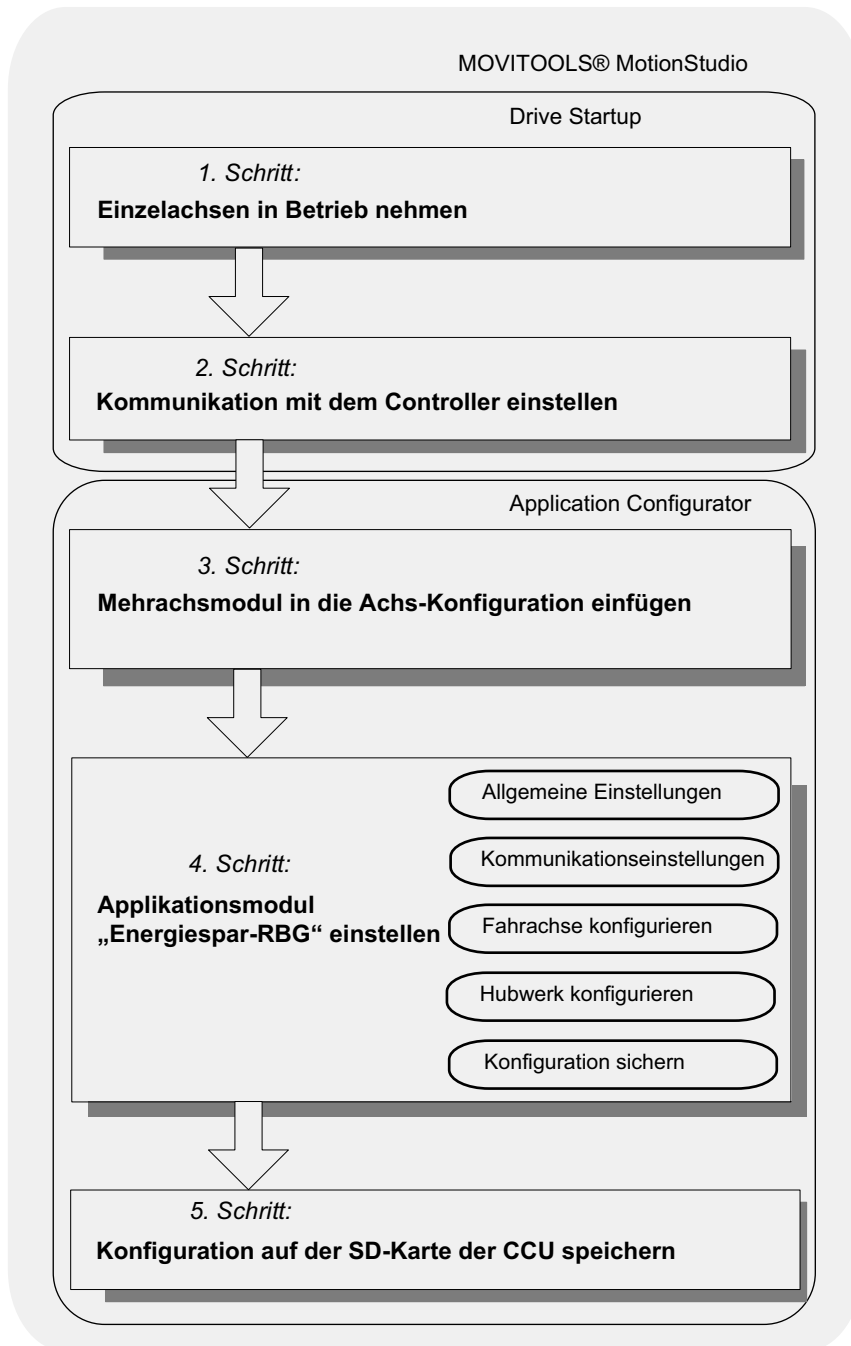 MOVITOOLS® MotionStudio
Drive Startup
1. Schritt:
Einzelachsen in Betrieb nehmen
2. Schritt:
Kommunikation mit dem Controller einstellen
Application Configurator
3. Schritt:
Mehrachsmodul in die Achs-Konfiguration einfügen
4. Schritt:
Applikationsmodul
„Energiespar-RBG“ einstellen
Allgemeine Einstellungen
Kommunikationseinstellungen
Fahrachse konfigurieren
Hubwerk konfigurieren
Konfiguration sichern
5. Schritt:
Konfiguration auf der SD-Karte der CCU speichern